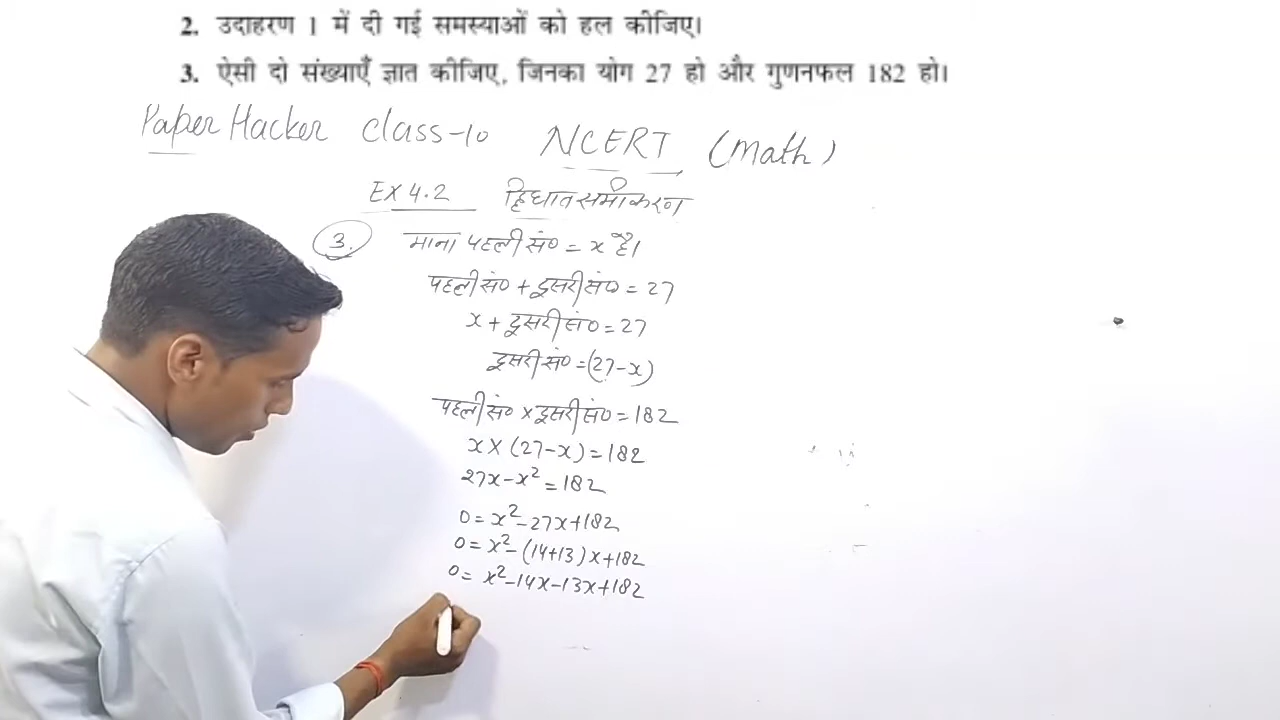 2. उदाहरण 1 में दी गई समस्याओं को हल कीजिए।
3. ऐसी दो संख्याएँ ज्ञात कीजिए, जिनका योग 27 हो और गुणनफल 182 हो।
Paper Hacker class-10 NCERT (Math)
EX 4.2 द्विघात समीकरण
3. माना पहली सं० = x है।
पहली सं० + दूसरी सं० = 27
x + दूसरी सं० = 27
दूसरी सं० = (27-x)
पहली सं० × दूसरी सं० = 182
x × (27-x) = 182
27x - x² = 182
0 = x² - 27x + 182
0 = x² - (14+13)x + 182
0 = x² - 14x - 13x + 182